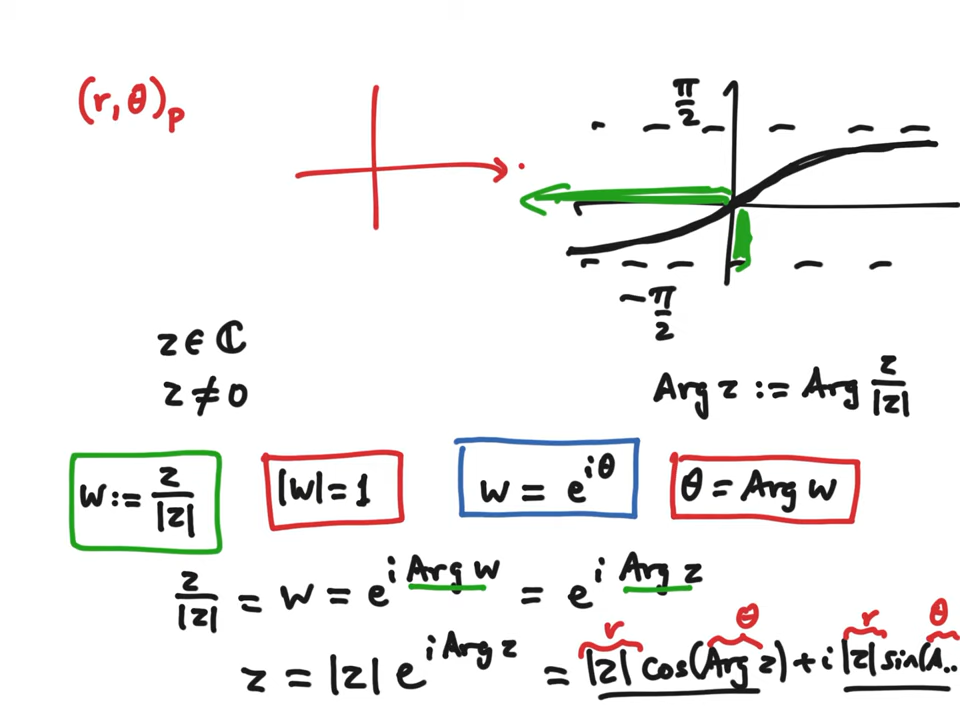 (r, θ)ₚ
π/2
-π/2
z ∈ ℂ
z ≠ 0
Arg z := Arg z/|z|
w := z/|z|
|w| = 1
w = e^{iθ}
θ = Arg w
z/|z| = w = e^{i Arg w} = e^{i Arg z}
r θ r θ
z = |z| e^{i Arg z} = |z| cos(Arg z) + i |z| sin(A..